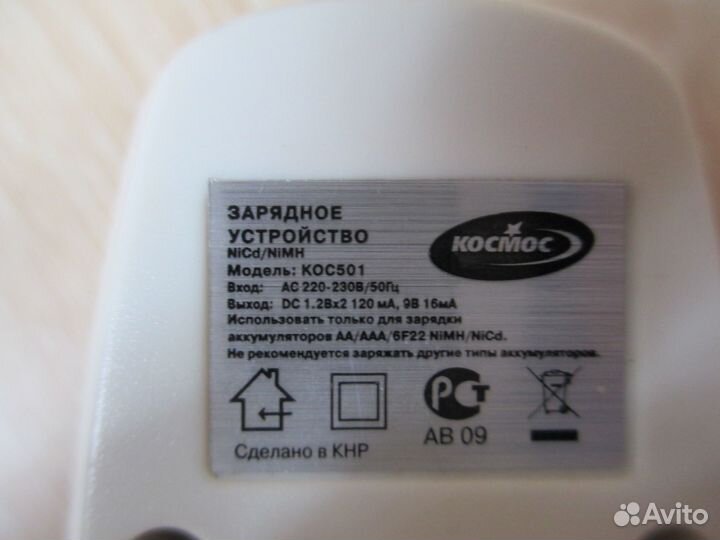 ЗАРЯДНОЕ
УСТРОЙСТВО
NiCd/NiMH
Модель: КОС501
КОСМОС
Вход: AC 220-230В/50Гц
Выход: DC 1.2Вx2 120 мА, 9В 16мА
Использовать только для зарядки
аккумуляторов AA/AAA/6F22 NiMH/NiCd.
Не рекомендуется заряжать другие типы аккумуляторов.
РСТ
АВ 09
Сделано в КНР
Avito